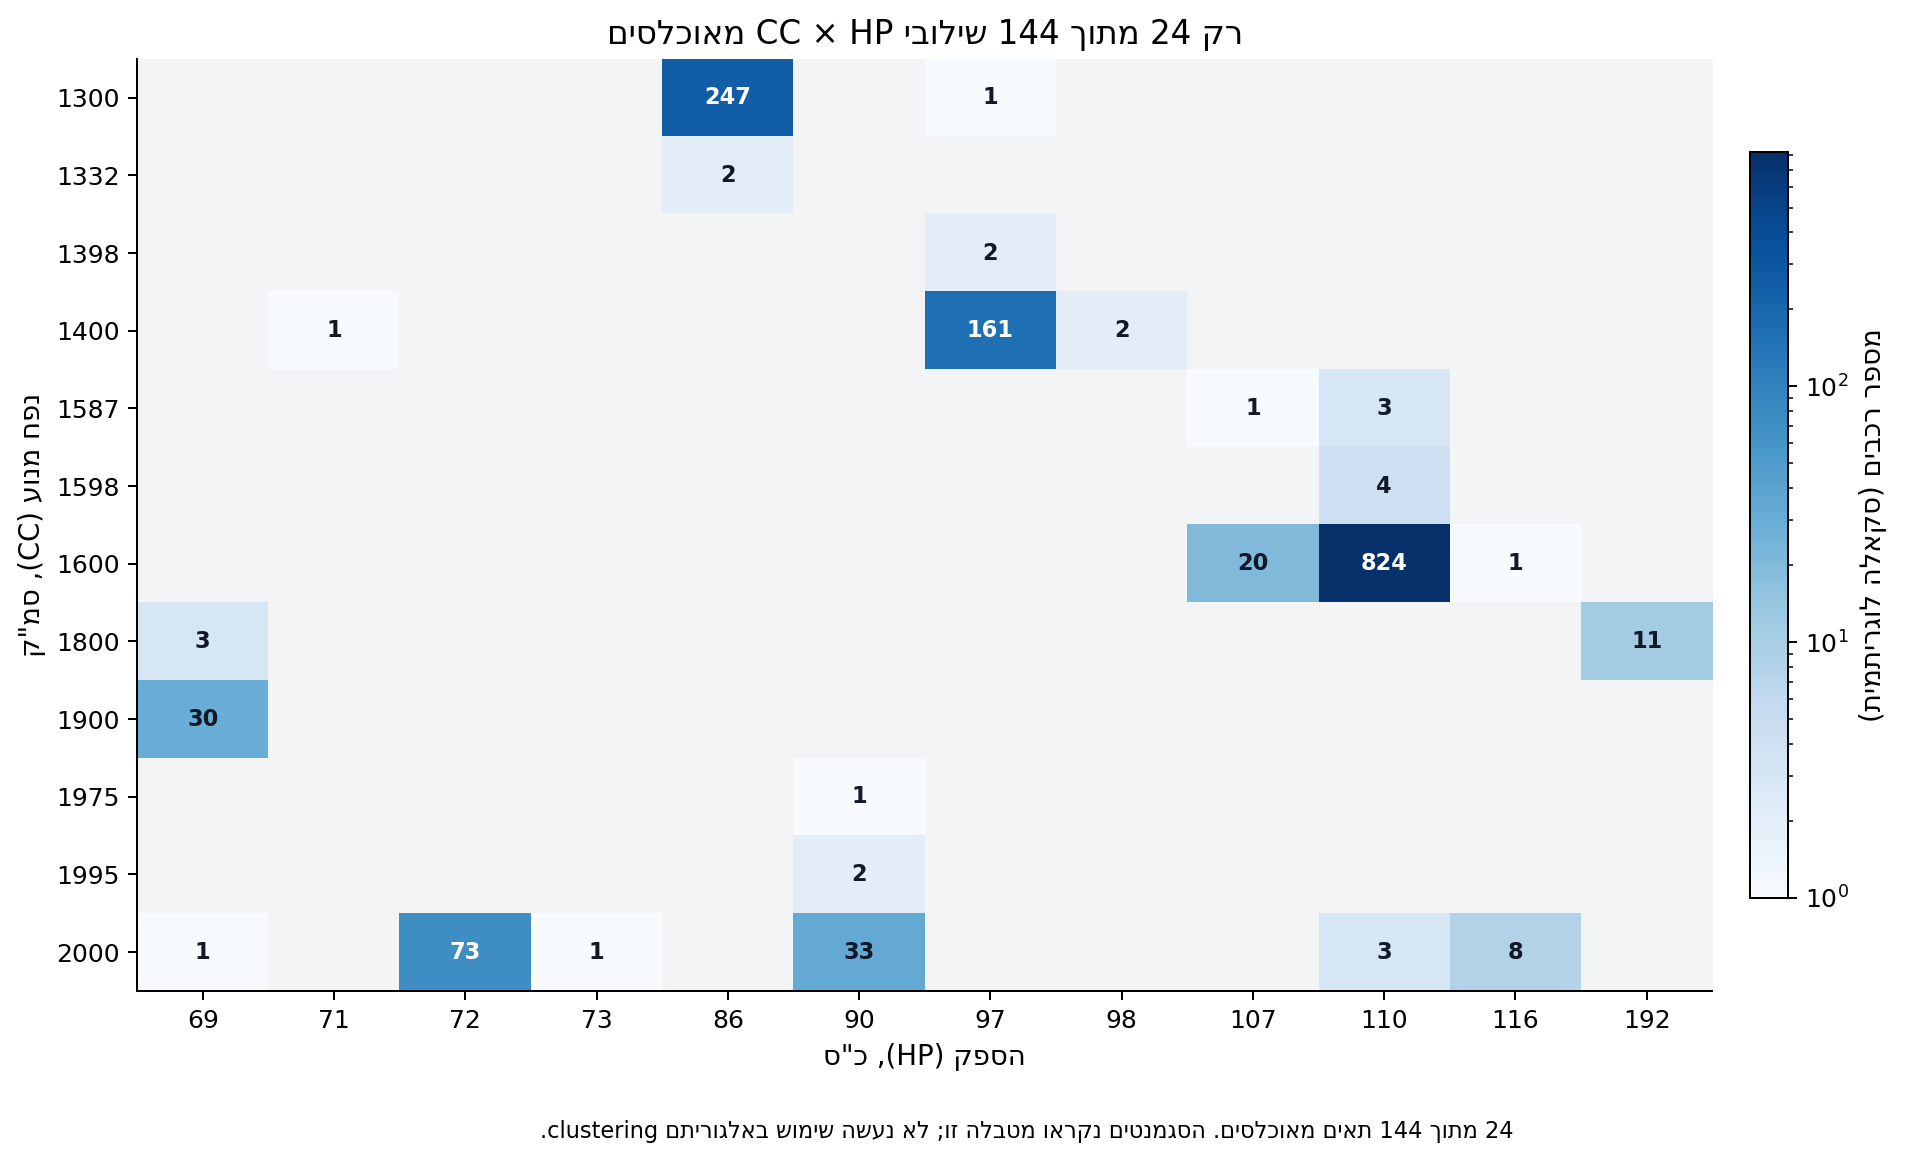 רק 24 מתוך 144 שילובי CC × HP מאוכלסים
נפח מנוע (CC), סמ"ק
1300 247 1
1332 2
1398 2
1400 1 161 2
1587 1 3
1598 4
1600 20 824 1
1800 3 11
1900 30
1975 1
1995 2
2000 1 73 1 33 3 8
69 71 72 73 86 90 97 98 107 110 116 192
הספק (HP), כ"ס
10²
10¹
10⁰
מספר רכבים (סקאלה לוגריתמית)
24 מתוך 144 תאים מאוכלסים. הסגמנטים נקראו מטבלה זו; לא נעשה שימוש באלגוריתם clustering.